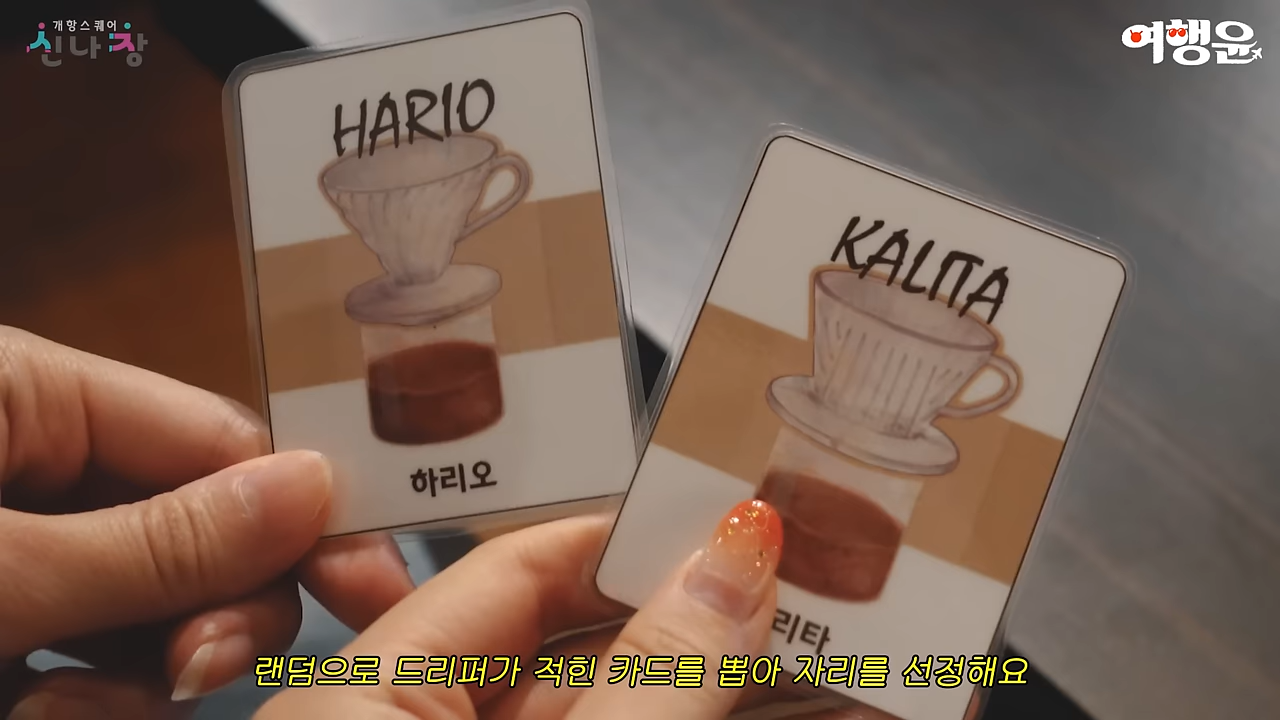 개항스퀘어
신나장
여행윤
HARIO
하리오
KALITA
리타
랜덤으로 드리퍼가 적힌 카드를 뽑아 자리를 선정해요